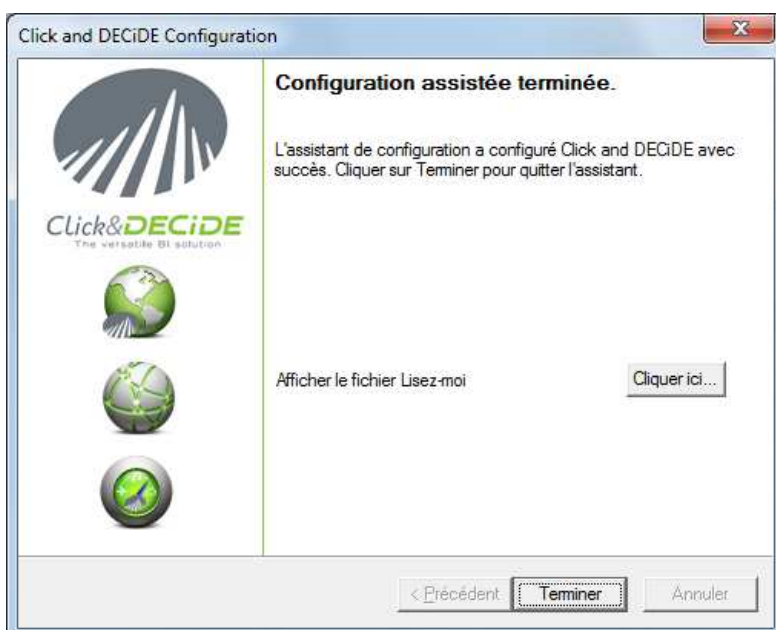 Click and DECiDE Configuration
Configuration assistée terminée.
L'assistant de configuration a configuré Click and DECiDE avec
succès. Cliquer sur Terminer pour quitter l'assistant.
Click&DECiDE
The versatile BI solution
Afficher le fichier Lisez-moi
Cliquer ici...
< Précédent
Terminer
Annuler